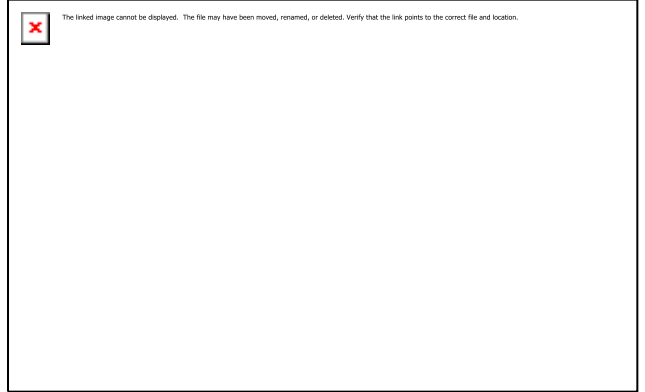 The linked image cannot be displayed.  The file may have been moved, renamed, or deleted. Verify that the link points to the correct file and location.